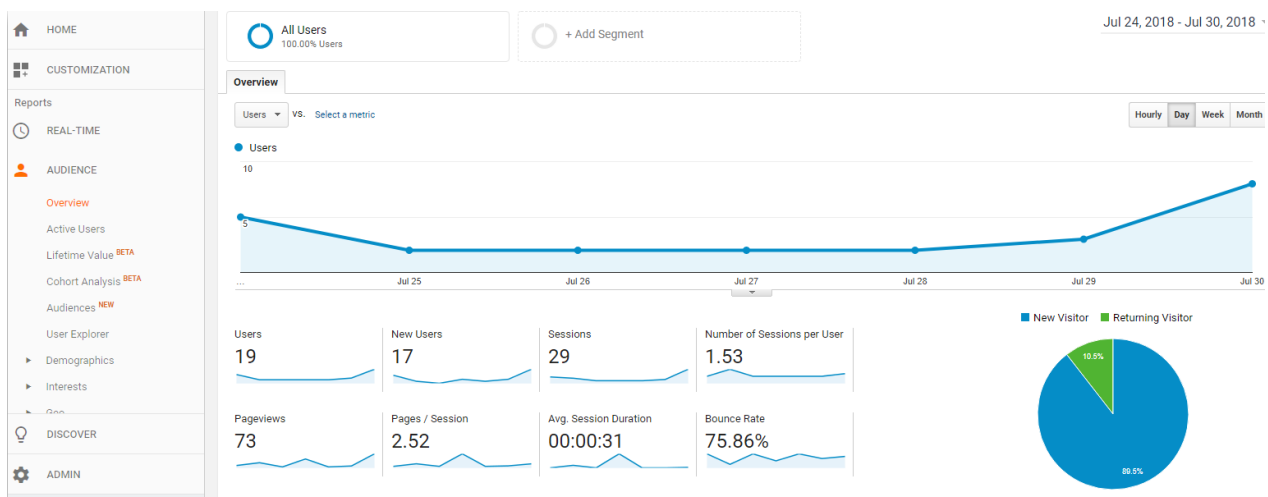 HOME
CUSTOMIZATION
Reports
REAL-TIME
AUDIENCE
Overview
Active Users
Lifetime Value BETA
Cohort Analysis BETA
Audiences NEW
User Explorer
Demographics
Interests
Geo
DISCOVER
ADMIN
All Users
100.00% Users
+ Add Segment
Jul 24, 2018 - Jul 30, 2018
Overview
Users VS. Select a metric
Hourly Day Week Month
Users
10
5
... Jul 25 Jul 26 Jul 27 Jul 28 Jul 29 Jul 30
New Visitor Returning Visitor
Users
19
New Users
17
Sessions
29
Number of Sessions per User
1.53
Pageviews
73
Pages / Session
2.52
Avg. Session Duration
00:00:31
Bounce Rate
75.86%
10.5%
89.5%